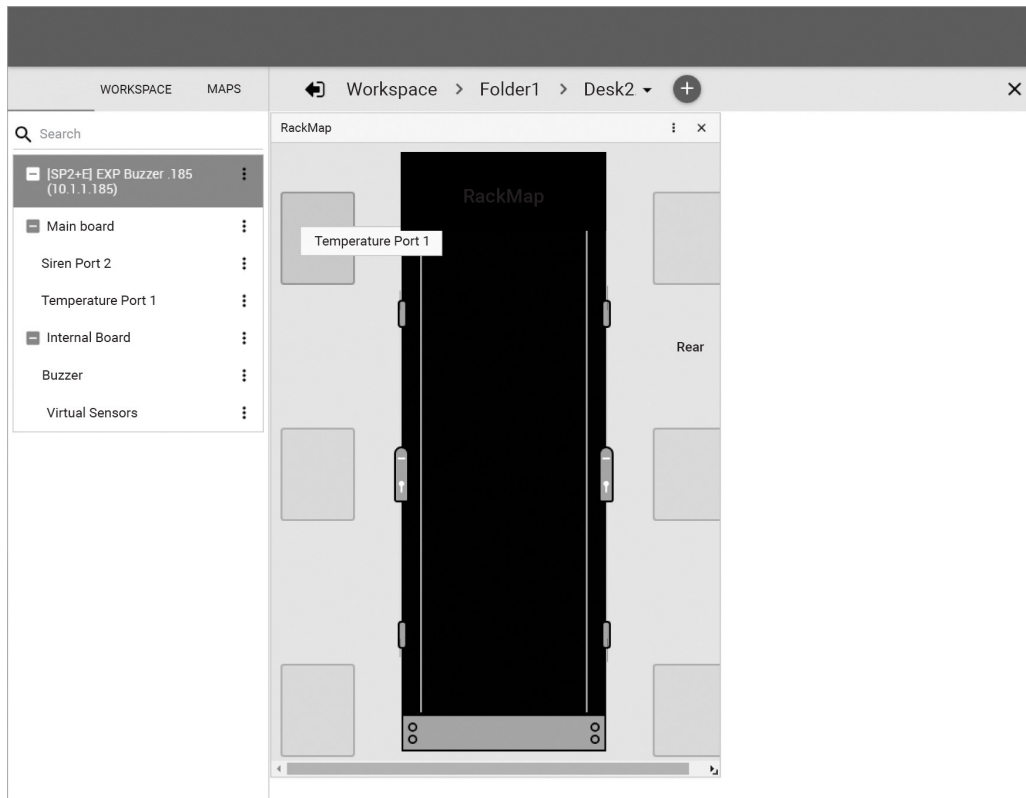 WORKSPACE MAPS
Workspace > Folder1 > Desk2
Search
RackMap
[SP2+E] EXP Buzzer .185
(10.1.1.185)
Main board
Siren Port 2
Temperature Port 1
Internal Board
Buzzer
Virtual Sensors
RackMap
Temperature Port 1
Rear